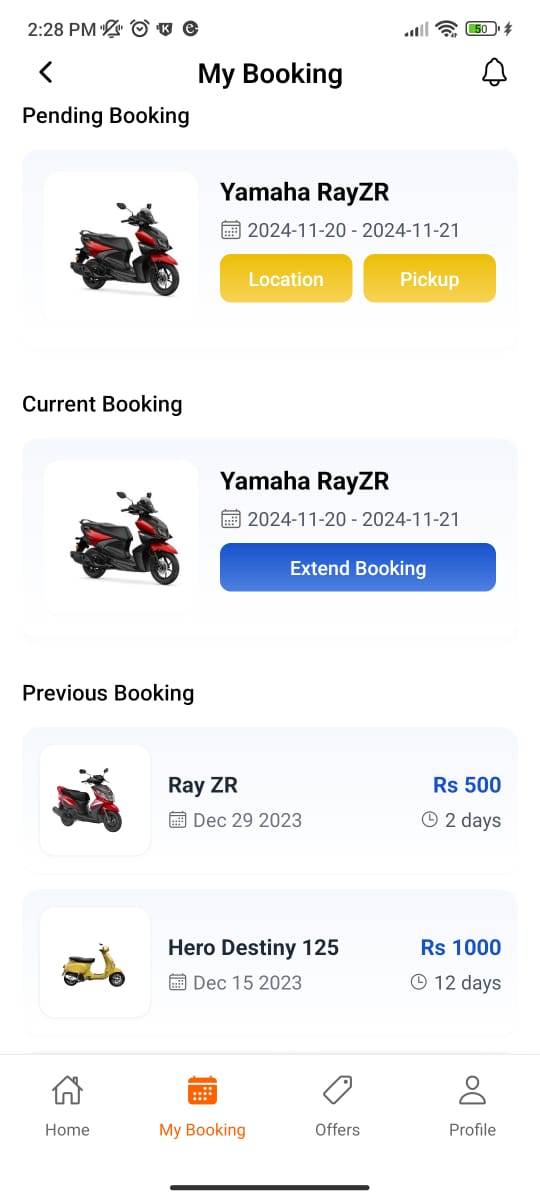 2:28 PM
50
My Booking
Pending Booking
Yamaha RayZR
2024-11-20 - 2024-11-21
Location Pickup
Current Booking
Yamaha RayZR
2024-11-20 - 2024-11-21
Extend Booking
Previous Booking
Ray ZR Rs 500
Dec 29 2023 2 days
Hero Destiny 125 Rs 1000
Dec 15 2023 12 days
Home My Booking Offers Profile